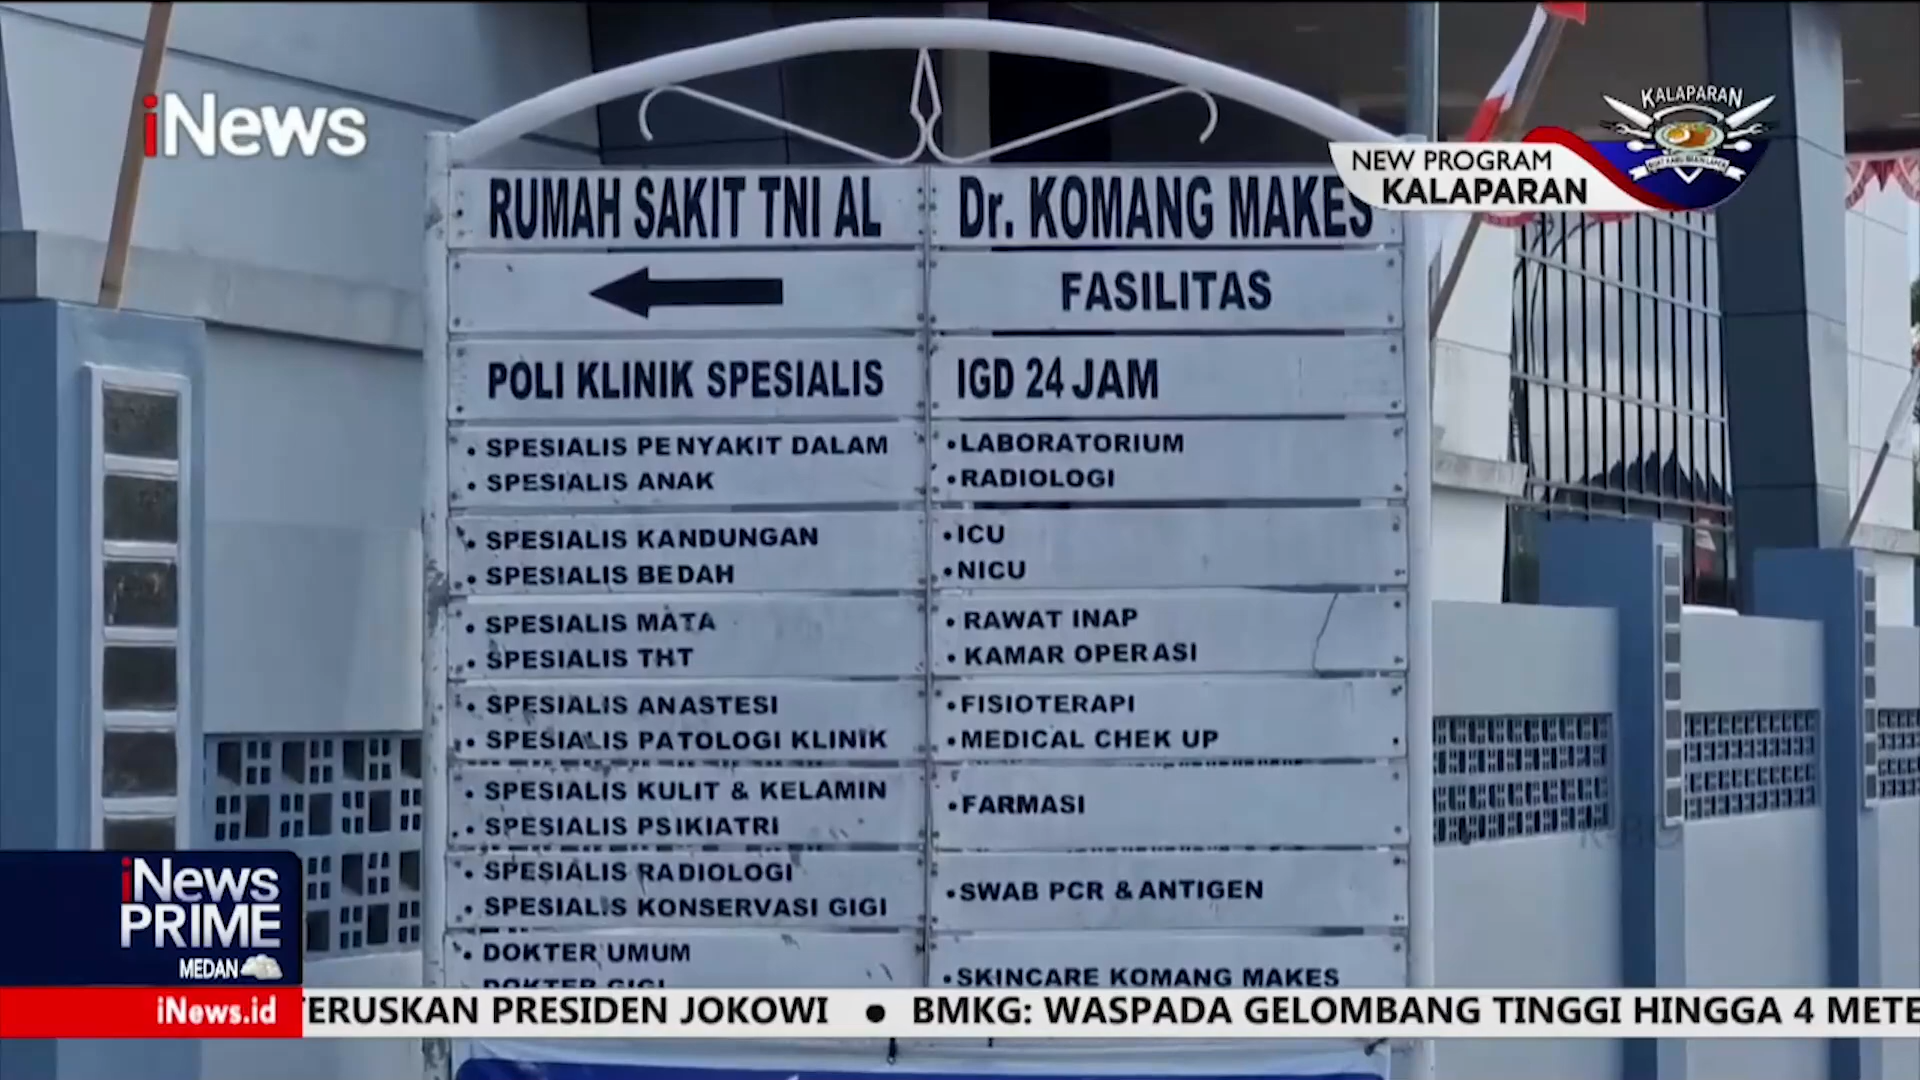 iNews
KALAPARAN
NEW PROGRAM
KALAPARAN
RUMAH SAKIT TNI AL
Dr. KOMANG MAKES
FASILITAS
POLI KLINIK SPESIALIS
• SPESIALIS PENYAKIT DALAM
• SPESIALIS ANAK
• SPESIALIS KANDUNGAN
• SPESIALIS BEDAH
• SPESIALIS MATA
• SPESIALIS THT
• SPESIALIS ANASTESI
• SPESIALIS PATOLOGI KLINIK
• SPESIALIS KULIT & KELAMIN
• SPESIALIS PSIKIATRI
• SPESIALIS RADIOLOGI
• SPESIALIS KONSERVASI GIGI
• DOKTER UMUM
DOKTER GIGI
IGD 24 JAM
• LABORATORIUM
• RADIOLOGI
• ICU
• NICU
• RAWAT INAP
• KAMAR OPERASI
• FISIOTERAPI
• MEDICAL CHEK UP
• FARMASI
• SWAB PCR & ANTIGEN
• SKINCARE KOMANG MAKES
iNews
PRIME
MEDAN
iNews.id
TERUSKAN PRESIDEN JOKOWI ● BMKG: WASPADA GELOMBANG TINGGI HINGGA 4 METE